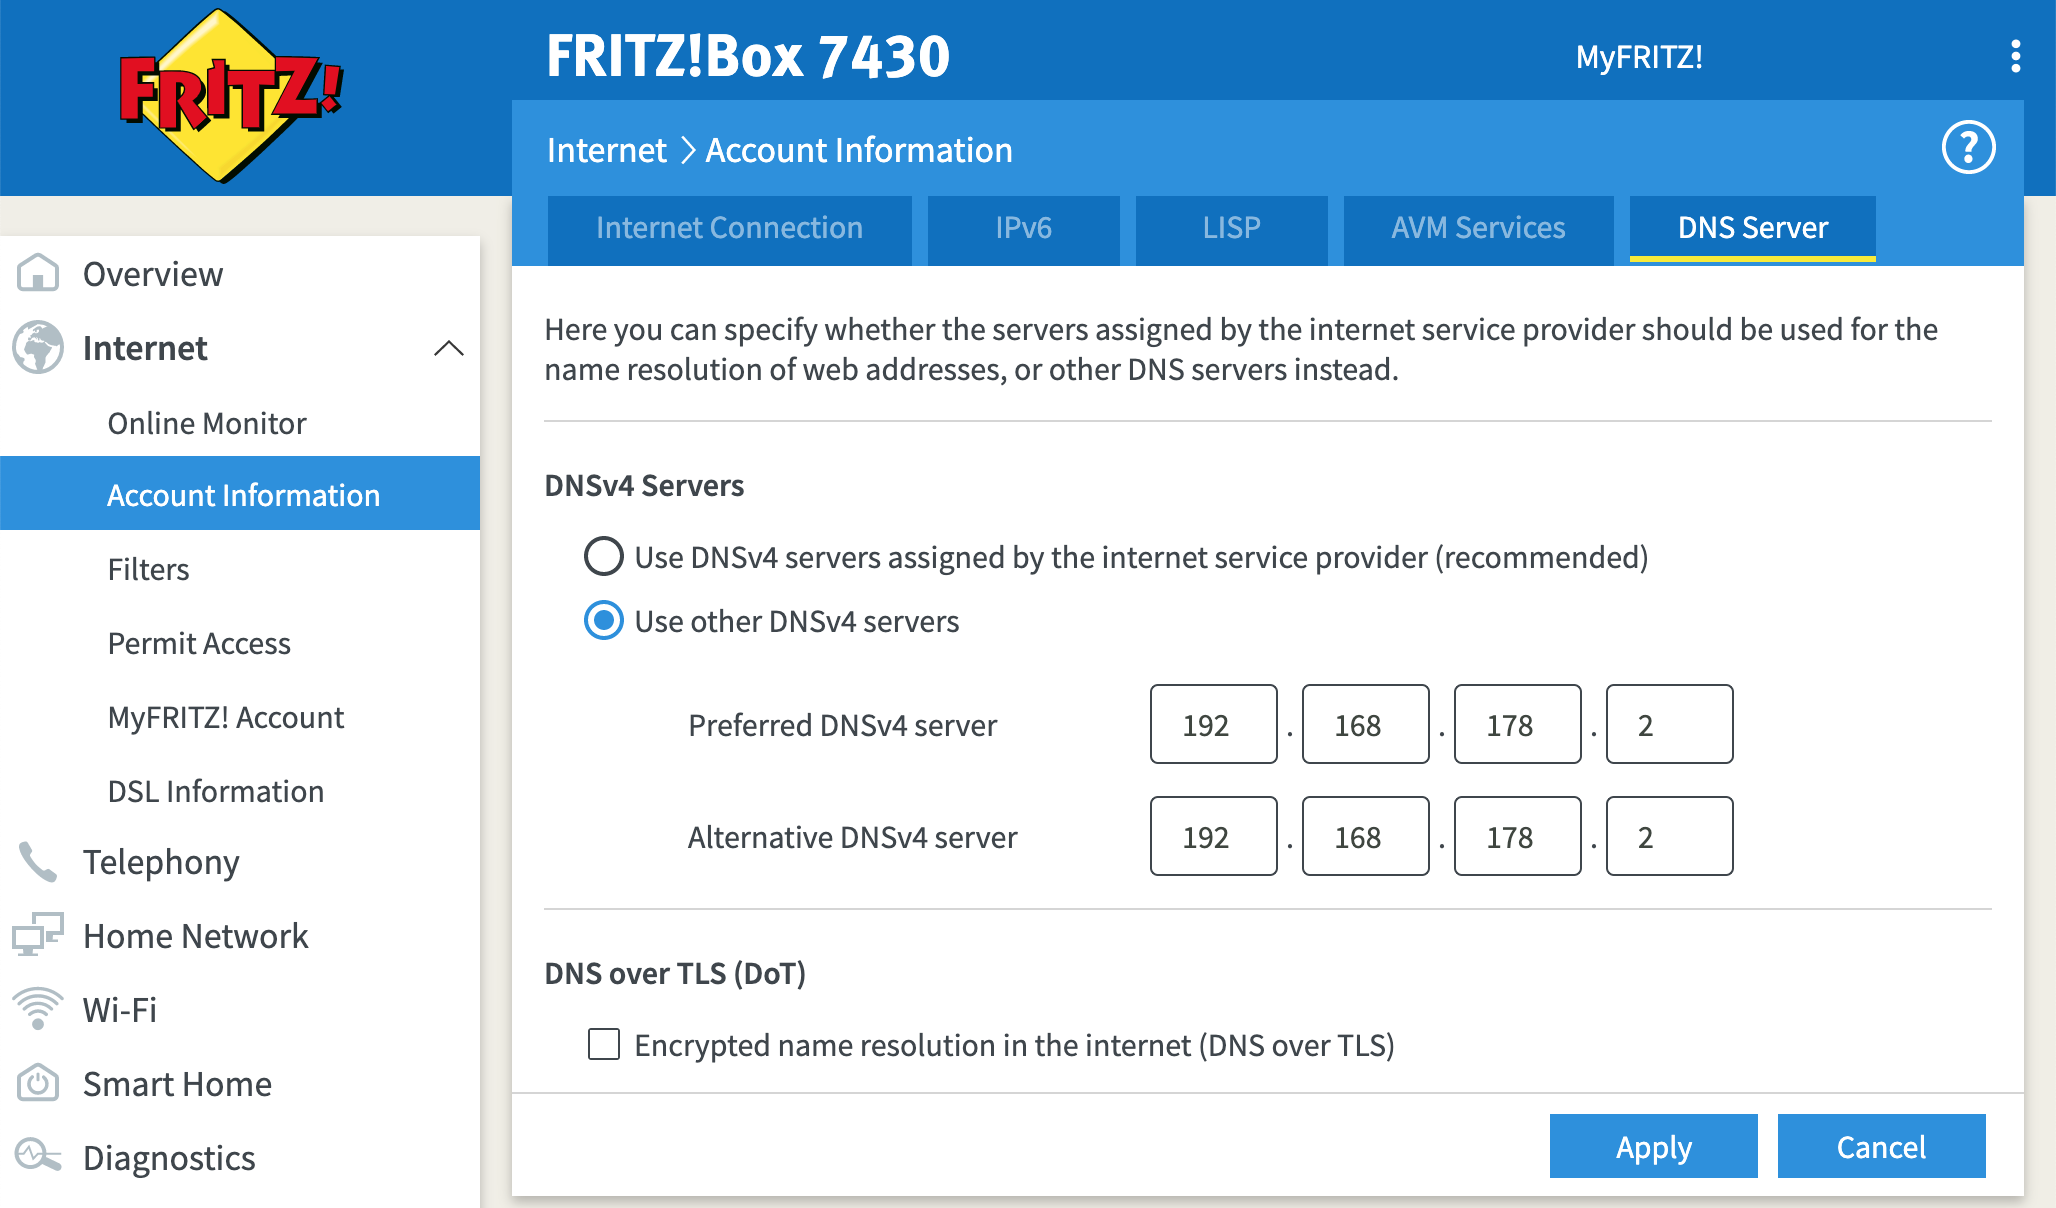 FRITZ!
FRITZ!Box 7430
MyFRITZ!
Internet > Account Information
?
Internet Connection
IPv6
LISP
AVM Services
DNS Server
Overview
Internet
Online Monitor
Account Information
Filters
Permit Access
MyFRITZ! Account
DSL Information
Telephony
Home Network
Wi-Fi
Smart Home
Diagnostics
Here you can specify whether the servers assigned by the internet service provider should be used for the
name resolution of web addresses, or other DNS servers instead.
DNSv4 Servers
Use DNSv4 servers assigned by the internet service provider (recommended)
Use other DNSv4 servers
Preferred DNSv4 server 192 . 168 . 178 . 2
Alternative DNSv4 server 192 . 168 . 178 . 2
DNS over TLS (DoT)
Encrypted name resolution in the internet (DNS over TLS)
Apply
Cancel